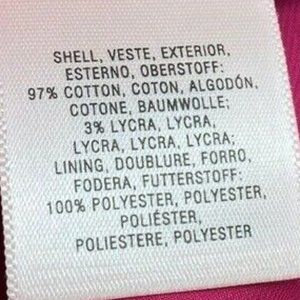 SHELL, VESTE, EXTERIOR,
ESTERNO, OBERSTOFF:
97% COTTON, COTON, ALGODÓN,
COTONE, BAUMWOLLE;
3% LYCRA, LYCRA,
LYCRA, LYCRA, LYCRA;
LINING, DOUBLURE, FORRO,
FODERA, FUTTERSTOFF:
100% POLYESTER, POLYESTER,
POLIÉSTER,
POLIESTERE, POLYESTER